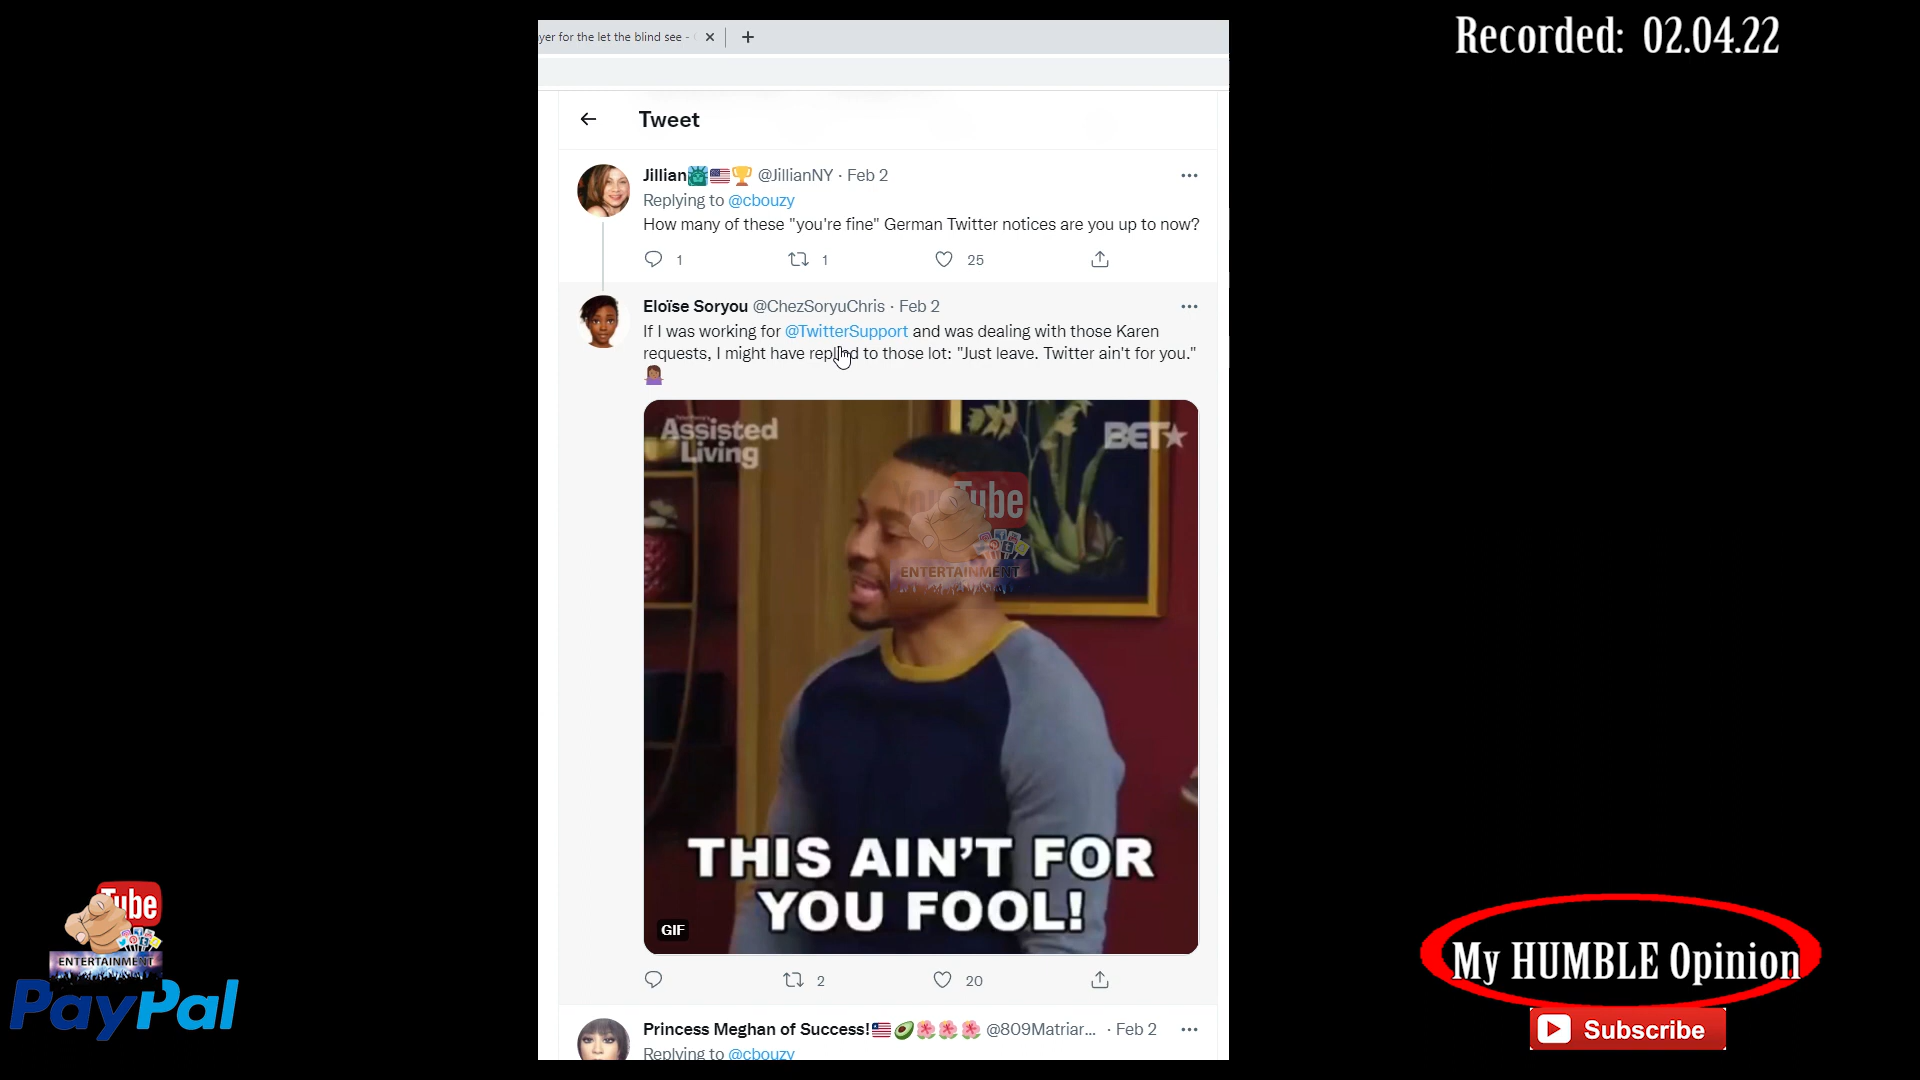 Recorded: 02.04.22
yer for the let the blind see -
Tweet
Jillian @JillianNY · Feb 2
Replying to @cbouzy
How many of these "you're fine" German Twitter notices are you up to now?
1
1
25
Eloïse Soryou @ChezSoryuChris · Feb 2
If I was working for @TwitterSupport and was dealing with those Karen
requests, I might have replied to those lot: "Just leave. Twitter ain't for you."
Assisted
Living
BET
YouTube
ENTERTAINMENT
THIS AIN'T FOR
YOU FOOL!
GIF
2
20
Princess Meghan of Success! @809Matriar... · Feb 2
Replying to @cbouzy
Tube
ENTERTAINMENT
PayPal
My HUMBLE Opinion
Subscribe